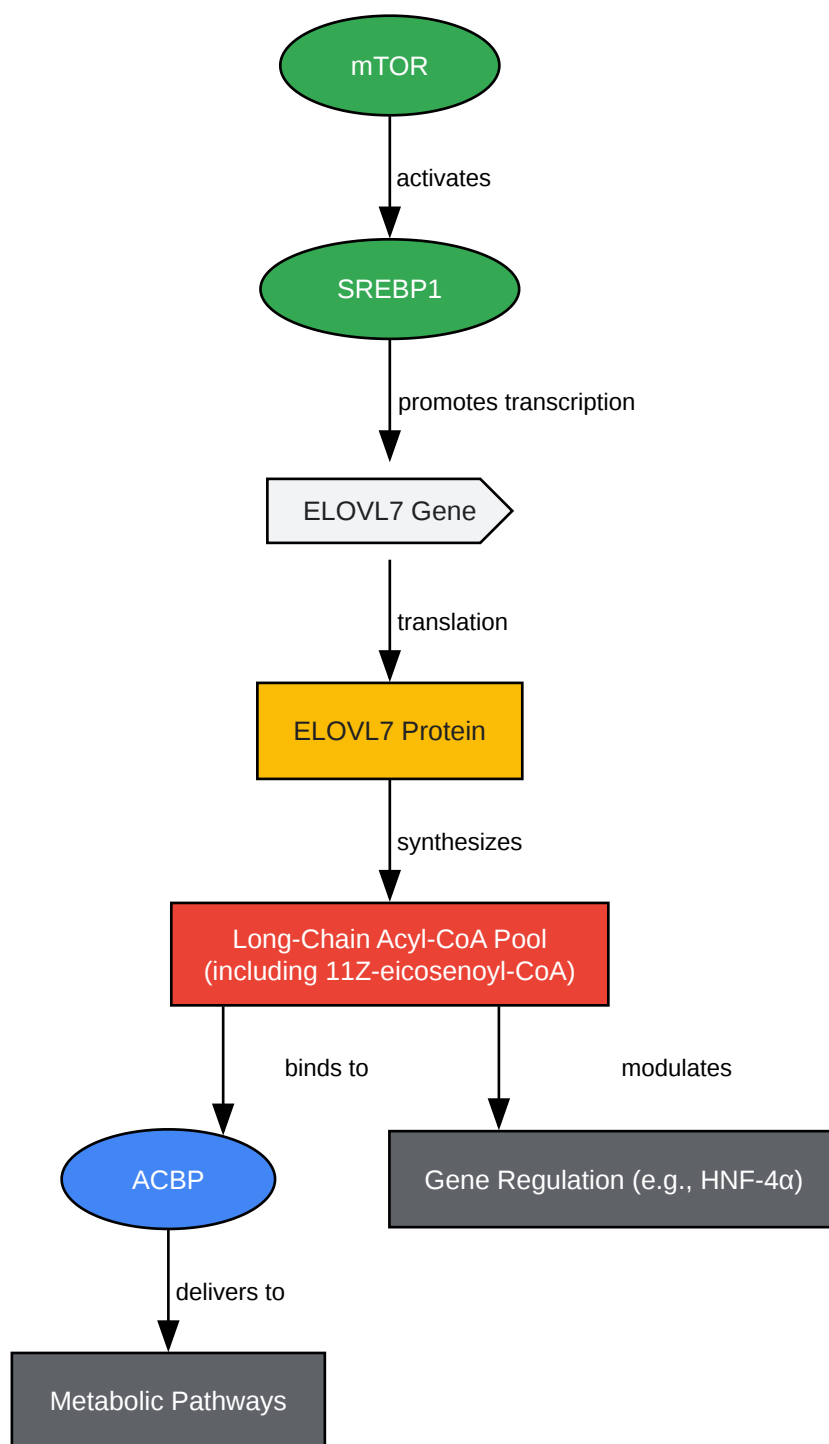 mTOR
activates
SREBP1
promotes transcription
ELOVL7 Gene
translation
ELOVL7 Protein
synthesizes
Long-Chain Acyl-CoA Pool
(including 11Z-eicosenoyl-CoA)
binds to
modulates
ACBP
Gene Regulation (e.g., HNF-4α)
delivers to
Metabolic Pathways